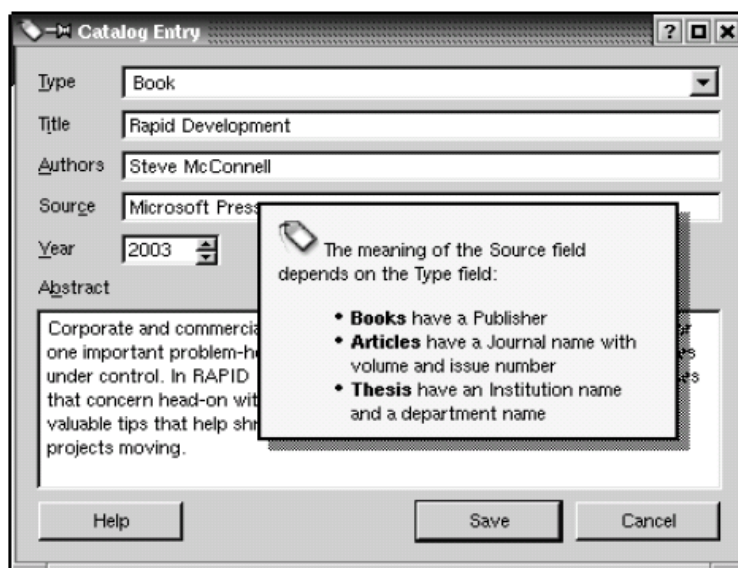 Catalog Entry
Type Book
Title Rapid Development
Authors Steve McConnell
Source Microsoft Press
Year 2003
Abstract
The meaning of the Source field
depends on the Type field:
• Books have a Publisher
• Articles have a Journal name with
volume and issue number
• Thesis have an Institution name
and a department name
Corporate and commercia
one important problem-h
under control. In RAPID
that concern head-on wit
valuable tips that help shr
projects moving.
Help Save Cancel